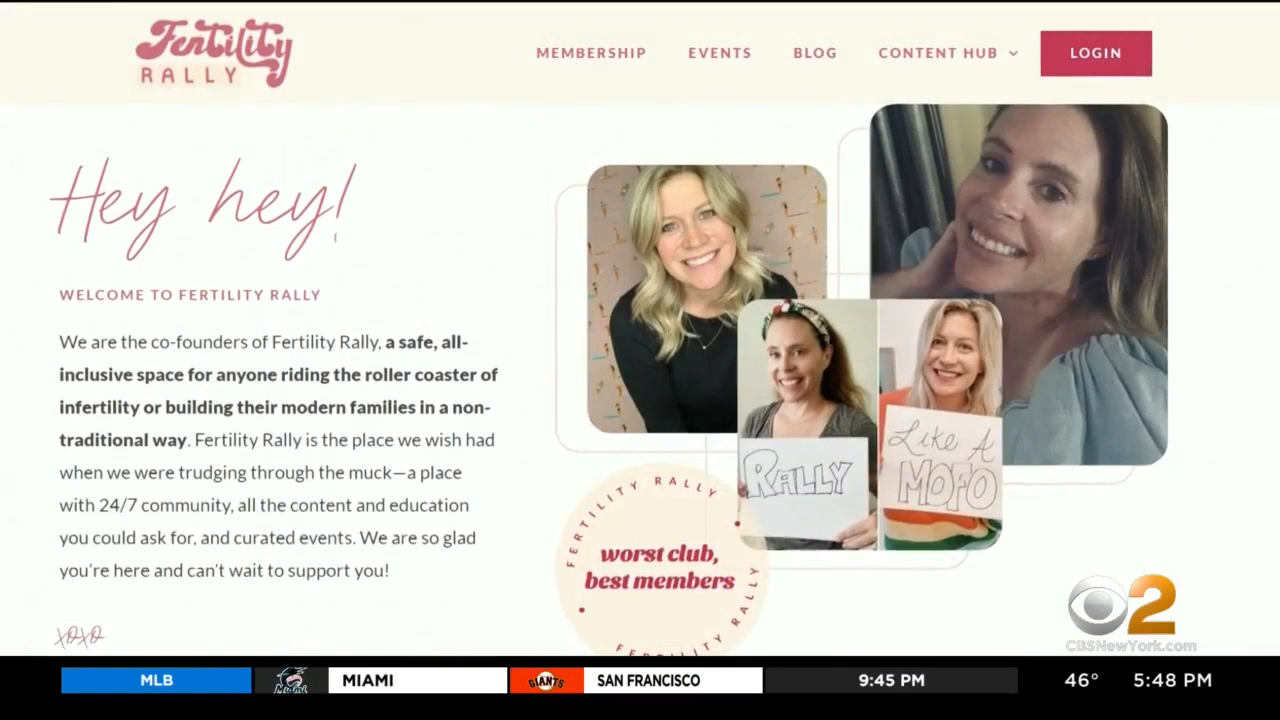 Fertility
RALLY
MEMBERSHIP
EVENTS
BLOG
CONTENT HUB
LOGIN
Hey hey!
WELCOME TO FERTILITY RALLY
We are the co-founders of Fertility Rally, a safe, all-
inclusive space for anyone riding the roller coaster of
infertility or building their modern families in a non-
traditional way. Fertility Rally is the place we wish had
when we were trudging through the muck—a place
with 24/7 community, all the content and education
you could ask for, and curated events. We are so glad
you're here and can't wait to support you!
XOXO
RALLY
LIKE A
MOFO
FERTILITY RALLY
worst club,
best members
FERTILITY RALLY
2
CBSNewYork.com
MLB
Miami
MIAMI
GIANTS
SAN FRANCISCO
9:45 PM
46°
5:48 PM